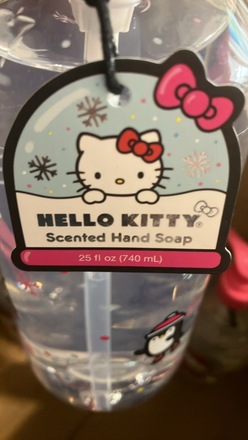 HELLO KITTY®
Scented Hand Soap
25 fl oz (740 mL)